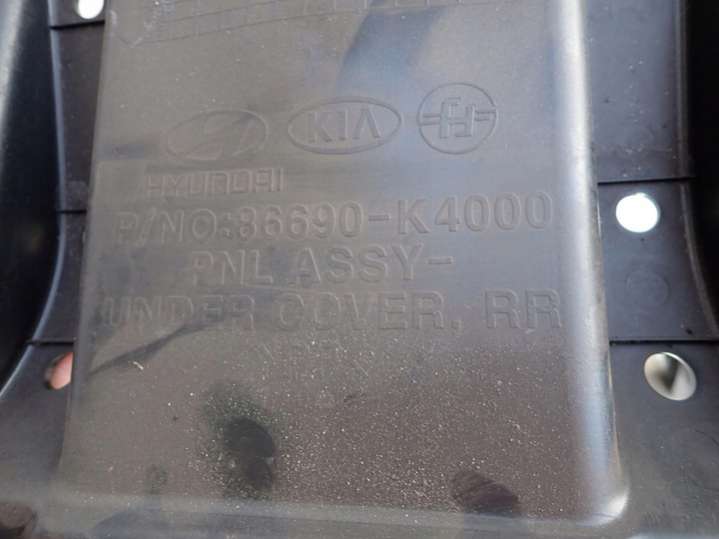 KIA
HYUNDAI
P/NO:86690-K4000
PNL ASSY-
UNDER COVER, RR